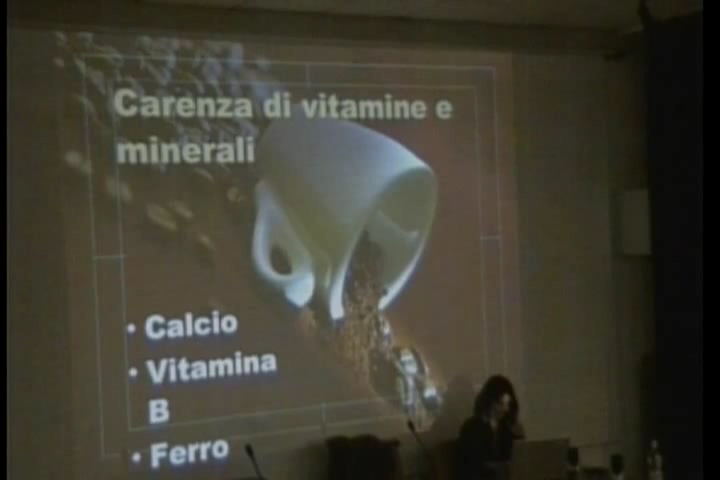 Carenza di vitamine e
minerali
• Calcio
• Vitamina
B
• Ferro